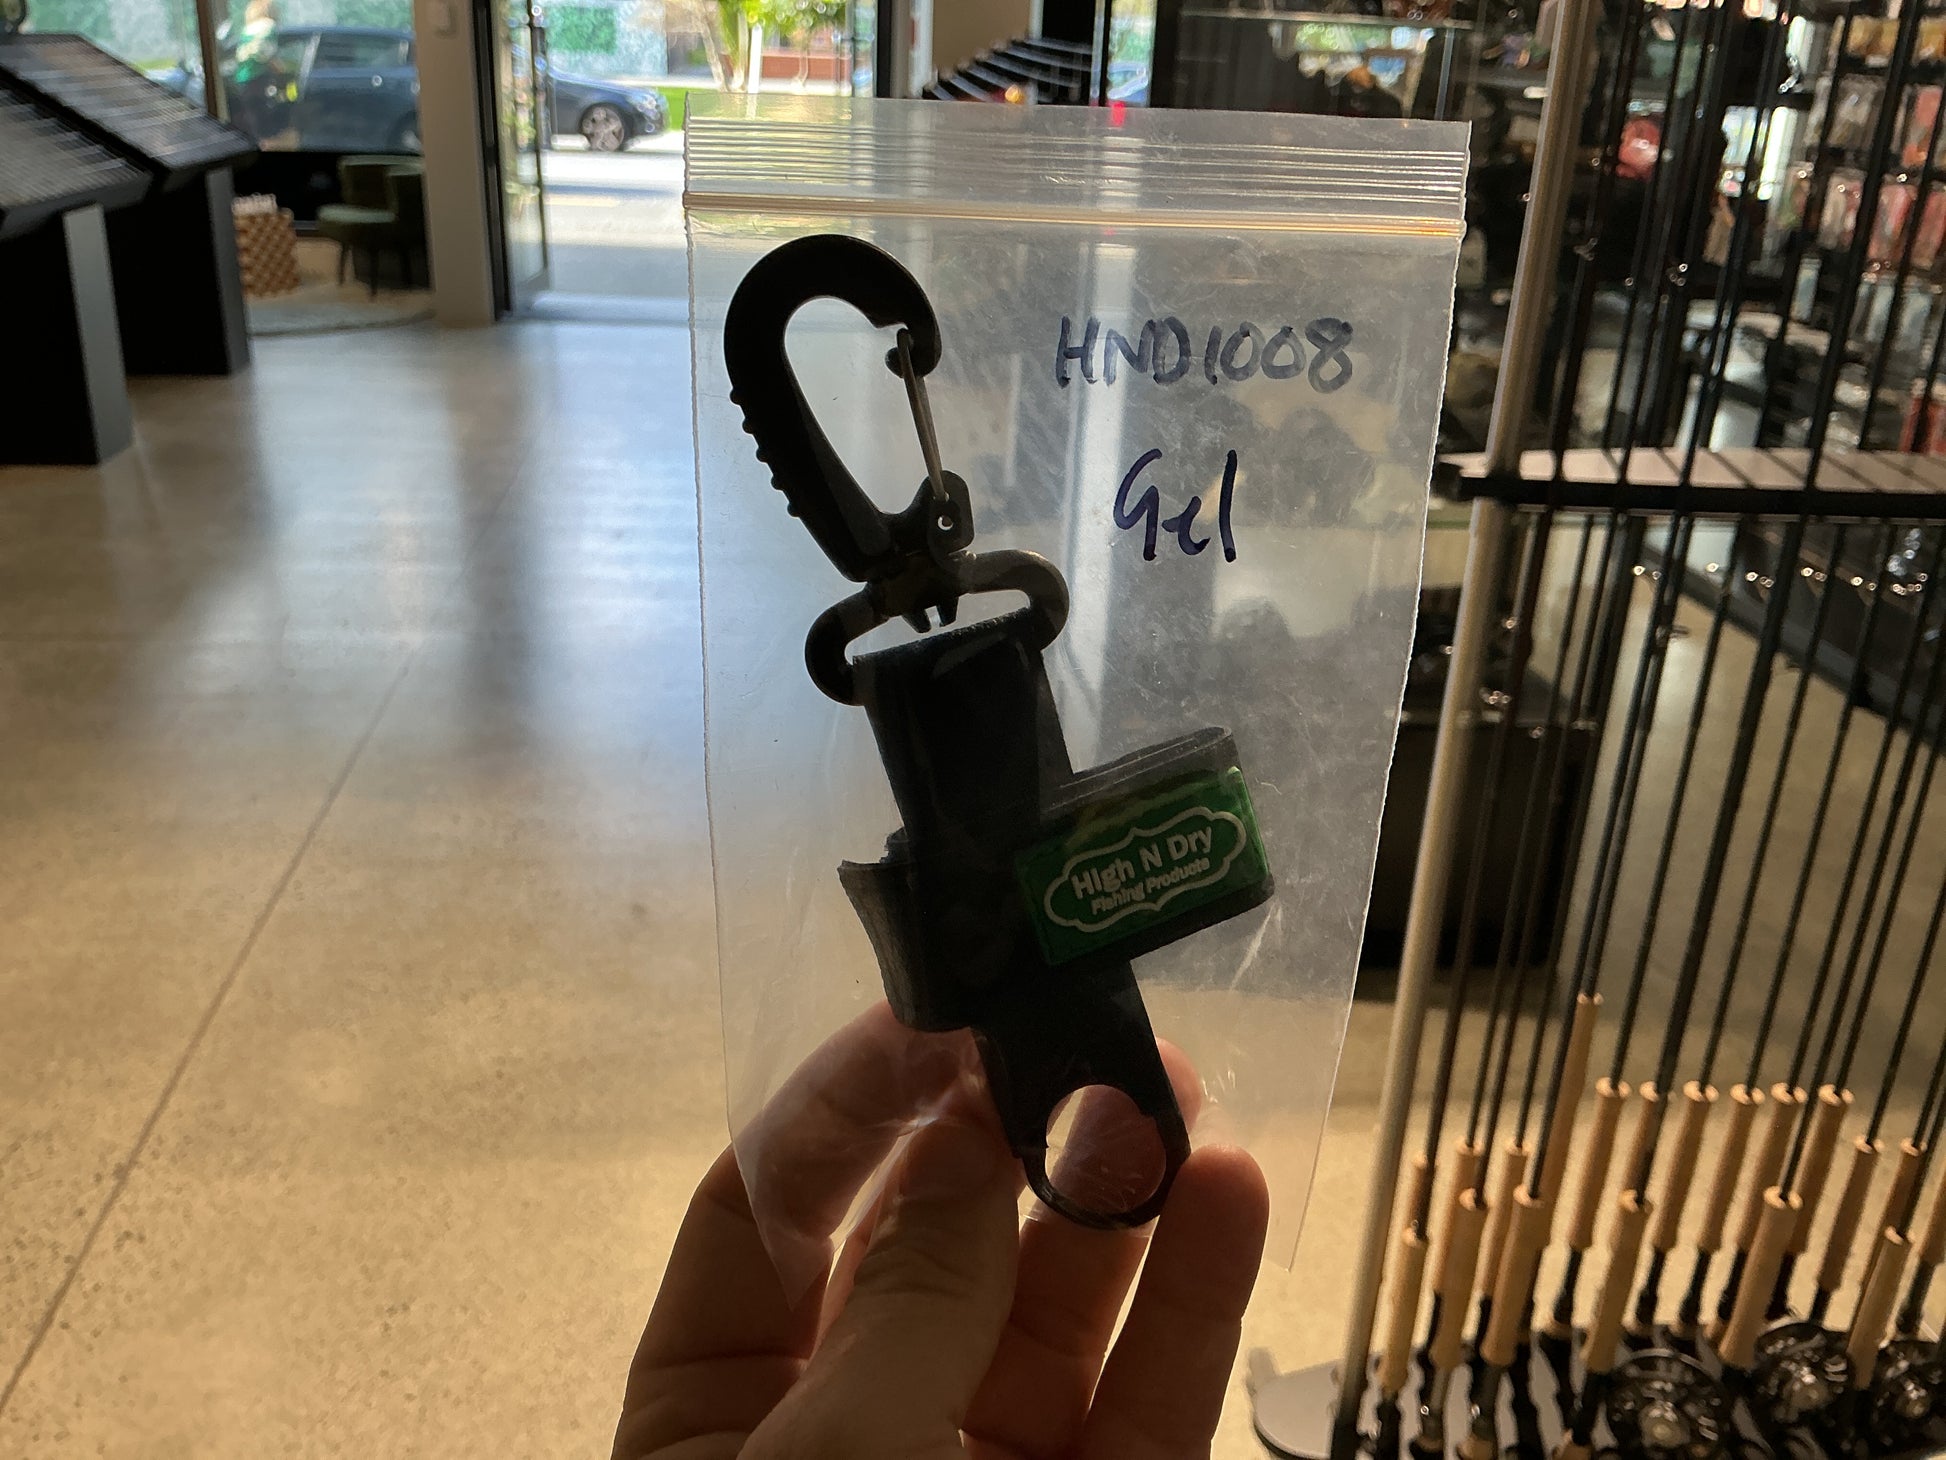 HND1008
Gel
High N Dry
Fishing Products